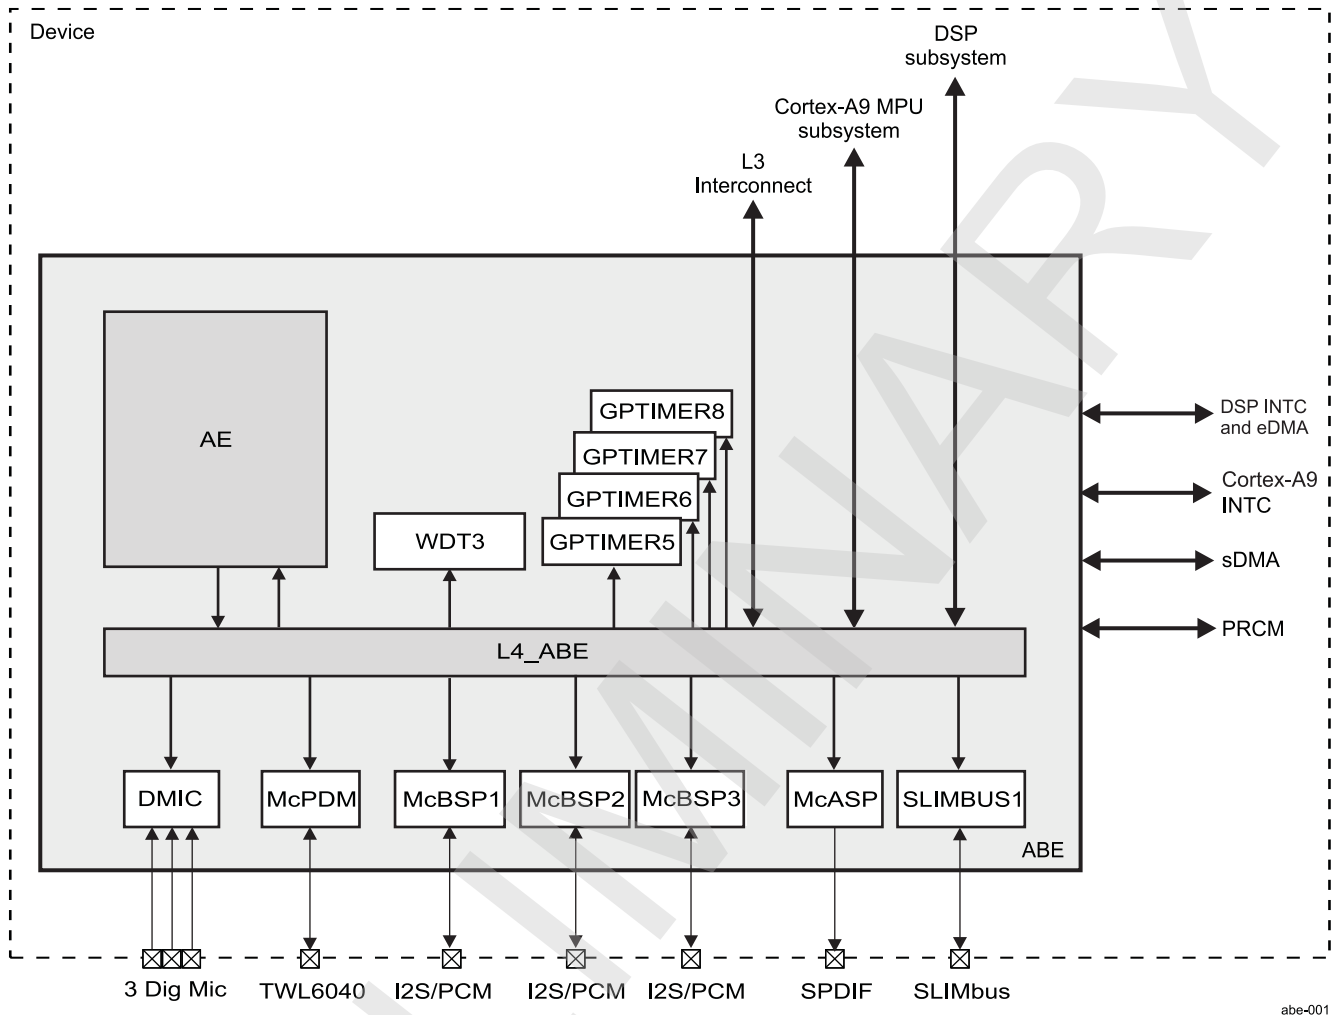 Device
DSP
subsystem
Cortex-A9 MPU
subsystem
L3
Interconnect
AE
GPTIMER8
GPTIMER7
GPTIMER6
GPTIMER5
WDT3
DSP INTC
and eDMA
Cortex-A9
INTC
sDMA
PRCM
L4_ABE
DMIC
McPDM
McBSP1
McBSP2
McBSP3
McASP
SLIMBUS1
ABE
3 Dig Mic
TWL6040
I2S/PCM
I2S/PCM
I2S/PCM
SPDIF
SLIMbus
abe-001
IMINARY